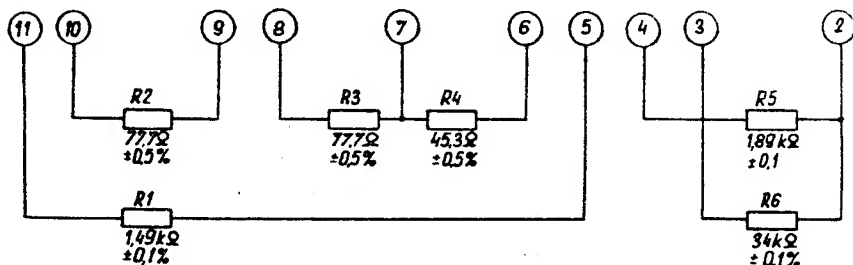 11 10 9 8 7 6 5 4 3 2
R2
77,7Ω
±0,5%
R3
77,7Ω
±0,5%
R4
45,3Ω
±0,5%
R5
1,89 kΩ
±0,1
R1
1,49kΩ
±0,1%
R6
34kΩ
±0,1%